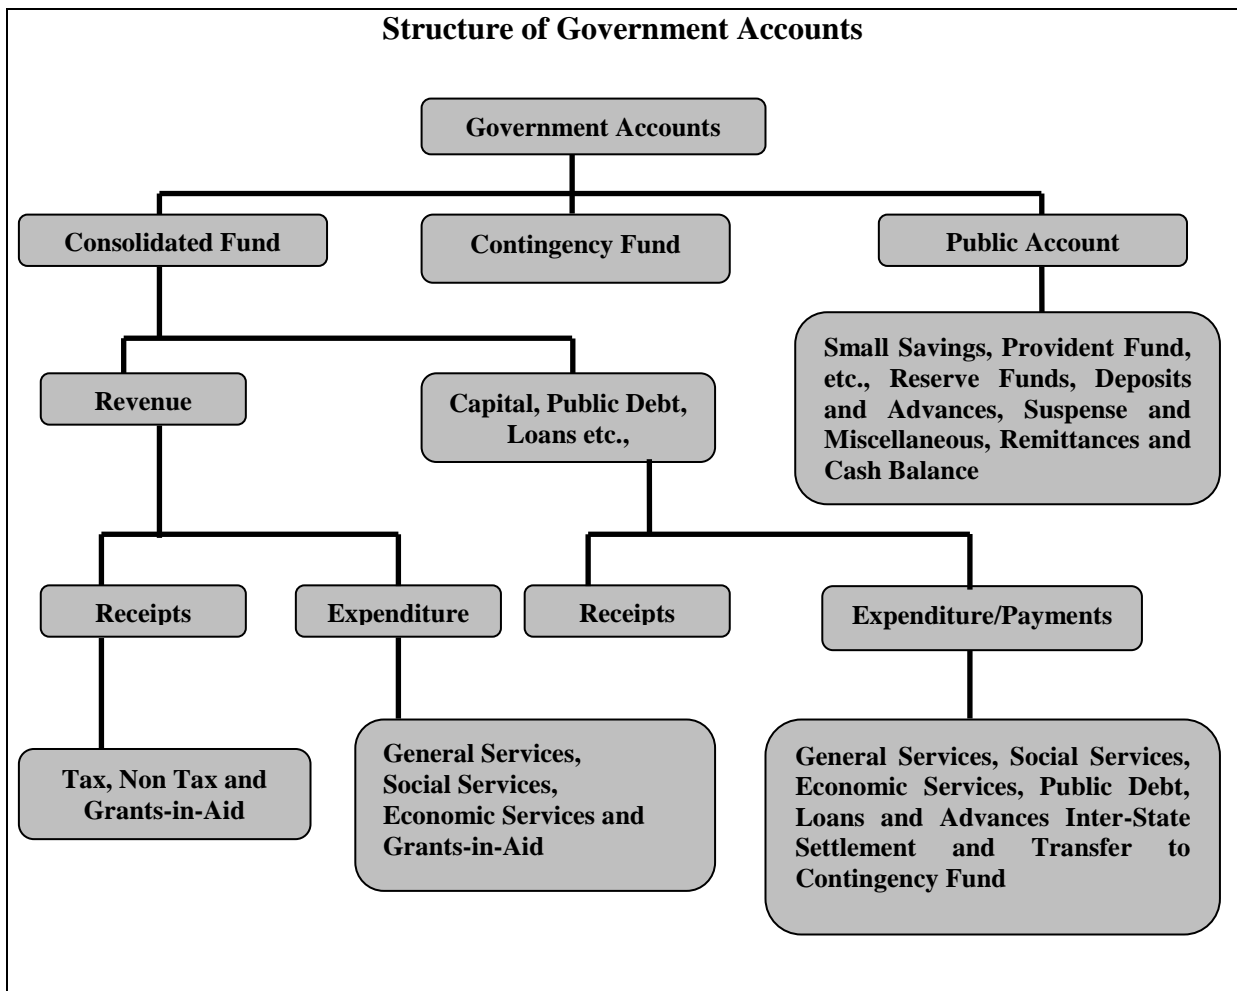 Structure of Government Accounts
Government Accounts
Consolidated Fund
Contingency Fund
Public Account
Small Savings, Provident Fund,
etc., Reserve Funds, Deposits
and Advances, Suspense and
Miscellaneous, Remittances and
Cash Balance
Revenue
Capital, Public Debt,
Loans etc.,
Receipts
Expenditure
Receipts
Expenditure/Payments
Tax, Non Tax and
Grants-in-Aid
General Services,
Social Services,
Economic Services and
Grants-in-Aid
General Services, Social Services,
Economic Services, Public Debt,
Loans and Advances Inter-State
Settlement and Transfer to
Contingency Fund